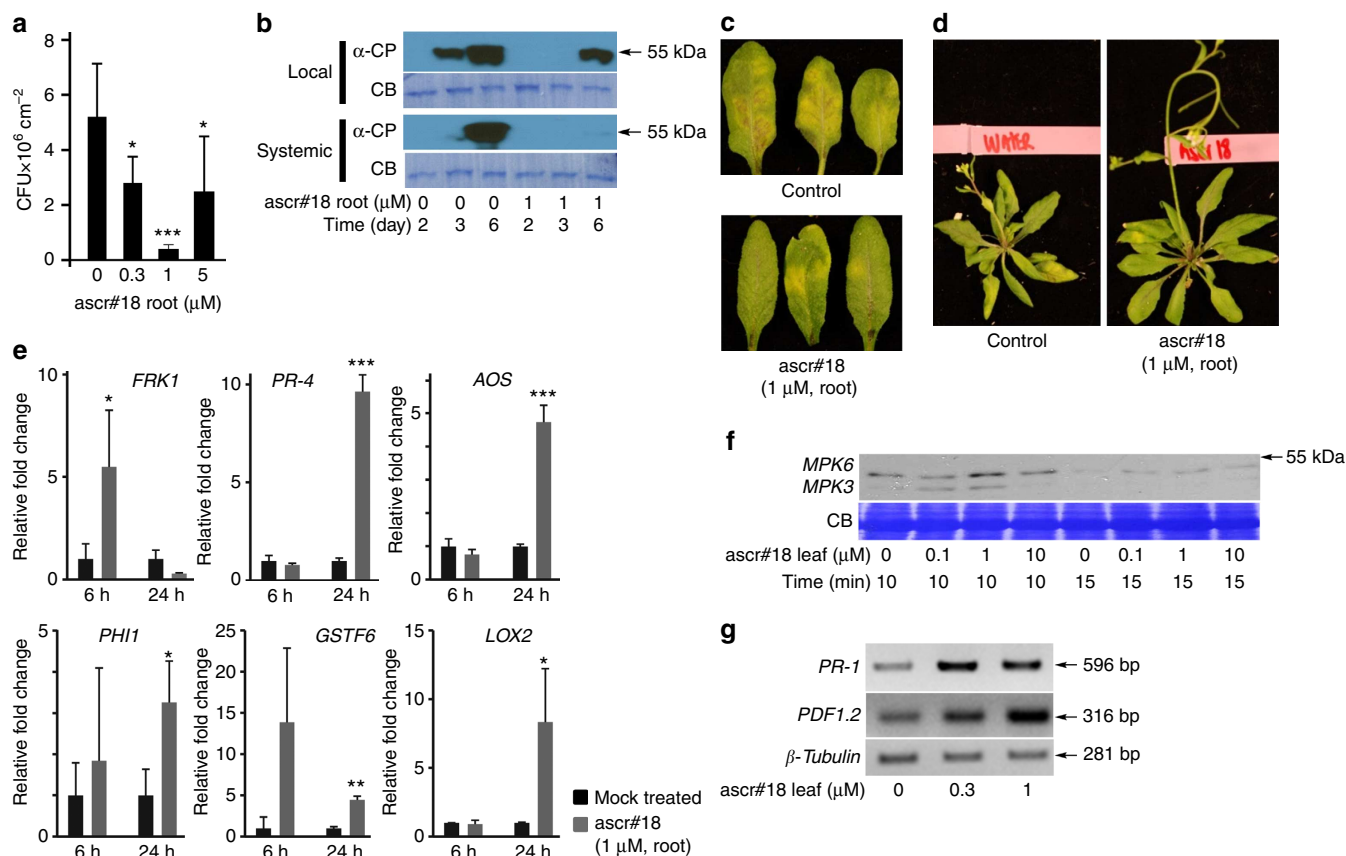 a
8
6
4
2
0
CFU×10⁶ cm⁻²
* *** *
0 0.3 1 5
ascr#18 root (μM)
b
Local
α-CP
55 kDa
CB
Systemic
α-CP
55 kDa
CB
ascr#18 root (μM) 0 0 0 1 1 1
Time (day) 2 3 6 2 3 6
c
Control
ascr#18
(1 μM, root)
d
WATER
Control
ascr#18
(1 μM, root)
e
Relative fold change
10
5
0
FRK1
*
6 h 24 h
Relative fold change
10
5
0
PR-4
***
6 h 24 h
Relative fold change
5
0
AOS
***
6 h 24 h
Relative fold change
5
0
PHI1
*
6 h 24 h
Relative fold change
25
20
15
10
5
0
GSTF6
**
6 h 24 h
Relative fold change
15
10
5
0
LOX2
*
6 h 24 h
Mock treated
ascr#18
(1 μM, root)
f
MPK6
MPK3
55 kDa
CB
ascr#18 leaf (μM) 0 0.1 1 10 0 0.1 1 10
Time (min) 10 10 10 10 15 15 15 15
g
PR-1 596 bp
PDF1.2 316 bp
β-Tubulin 281 bp
ascr#18 leaf (μM) 0 0.3 1